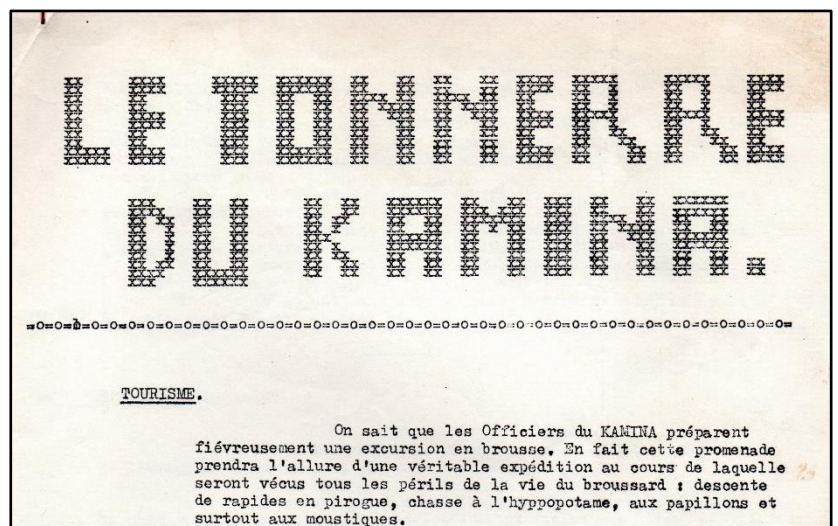 LE TONNERRE
DU KAMINA.
=O=O=O=O=O=O=O=O=O=O=O=O=O=O=O=O=O=O=O=O=O=O=O=O=O=O=O=O=O=O=O=O=O=O=O=O=O=O=O=O=O=
TOURISME.
On sait que les Officiers du KAMINA préparent
fiévreusement une excursion en brousse. En fait cette promenade
prendra l'allure d'une véritable expédition au cours de laquelle
seront vécus tous les périls de la vie du broussard : descente
de rapides en pirogue, chasse à l'hyppopotame, aux papillons et
surtout aux moustiques.